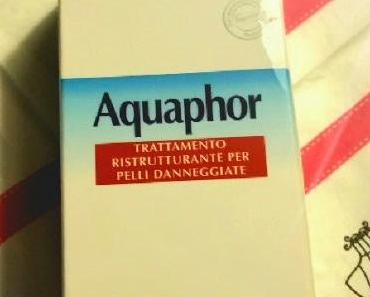 Aquaphor
TRATTAMENTO
RISTRUTTURANTE PER
PELLI DANNEGGIATE